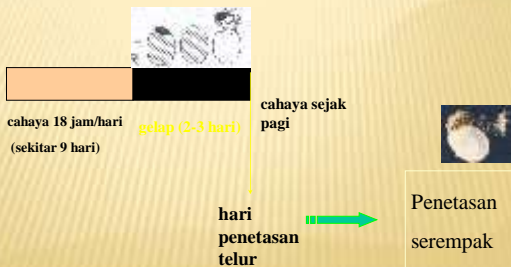 cahaya 18 jam/hari
(sekitar 9 hari)
gelap (2-3 hari)
cahaya sejak
pagi
hari
penetasan
telur
Penetasan
serempak